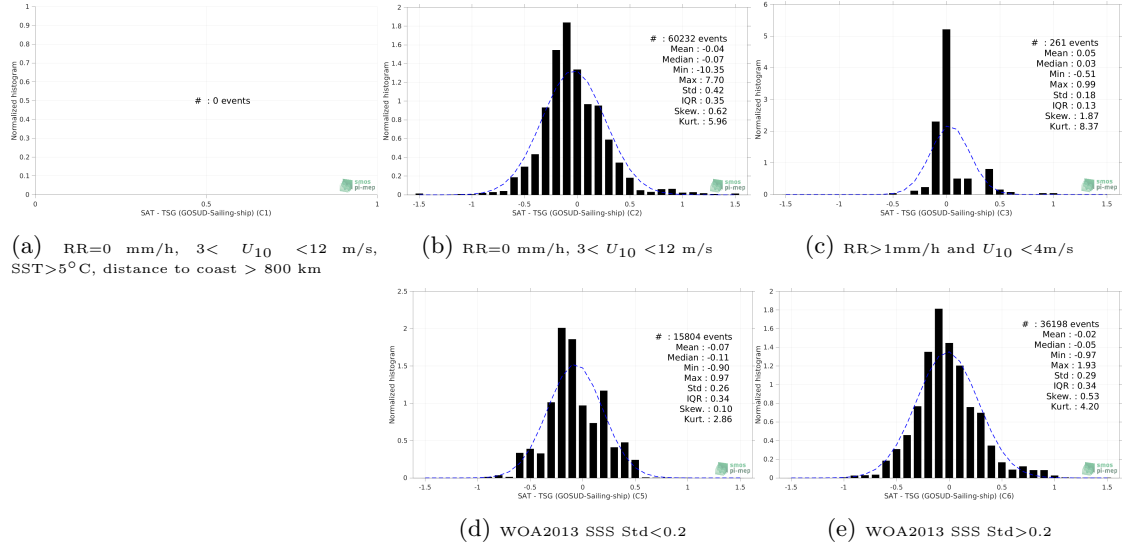 1
0.9
0.8
0.7
0.6
0.5
0.4
0.3
0.2
0.1
0
0
0.5
1
Normalized histogram
# : 0 events
smos
pi-mep
SAT - TSG (GOSUD-Sailing-ship) (C1)
(a) RR=0 mm/h, 3< U10 <12 m/s,
SST>5°C, distance to coast > 800 km
2
1.8
1.6
1.4
1.2
1
0.8
0.6
0.4
0.2
0
-1.5
-1
-0.5
0
0.5
1
1.5
Normalized histogram
# : 60232 events
Mean : -0.04
Median : -0.07
Min : -10.35
Max : 7.70
Std : 0.42
IQR : 0.35
Skew. : 0.62
Kurt. : 5.96
smos
pi-mep
SAT - TSG (GOSUD-Sailing-ship) (C2)
(b) RR=0 mm/h, 3< U10 <12 m/s
6
5
4
3
2
1
0
-1.5
-1
-0.5
0
0.5
1
1.5
Normalized histogram
# : 261 events
Mean : 0.05
Median : 0.03
Min : -0.51
Max : 0.99
Std : 0.18
IQR : 0.13
Skew. : 1.87
Kurt. : 8.37
smos
pi-mep
SAT - TSG (GOSUD-Sailing-ship) (C3)
(c) RR>1mm/h and U10 <4m/s
2.5
2
1.5
1
0.5
0
-1.5
-1
-0.5
0
0.5
1
1.5
Normalized histogram
# : 15804 events
Mean : -0.07
Median : -0.11
Min : -0.90
Max : 0.97
Std : 0.26
IQR : 0.34
Skew. : 0.10
Kurt. : 2.86
smos
pi-mep
SAT - TSG (GOSUD-Sailing-ship) (C5)
(d) WOA2013 SSS Std<0.2
2
1.8
1.6
1.4
1.2
1
0.8
0.6
0.4
0.2
0
-1.5
-1
-0.5
0
0.5
1
1.5
Normalized histogram
# : 36198 events
Mean : -0.02
Median : -0.05
Min : -0.97
Max : 1.93
Std : 0.29
IQR : 0.34
Skew. : 0.53
Kurt. : 4.20
smos
pi-mep
SAT - TSG (GOSUD-Sailing-ship) (C6)
(e) WOA2013 SSS Std>0.2